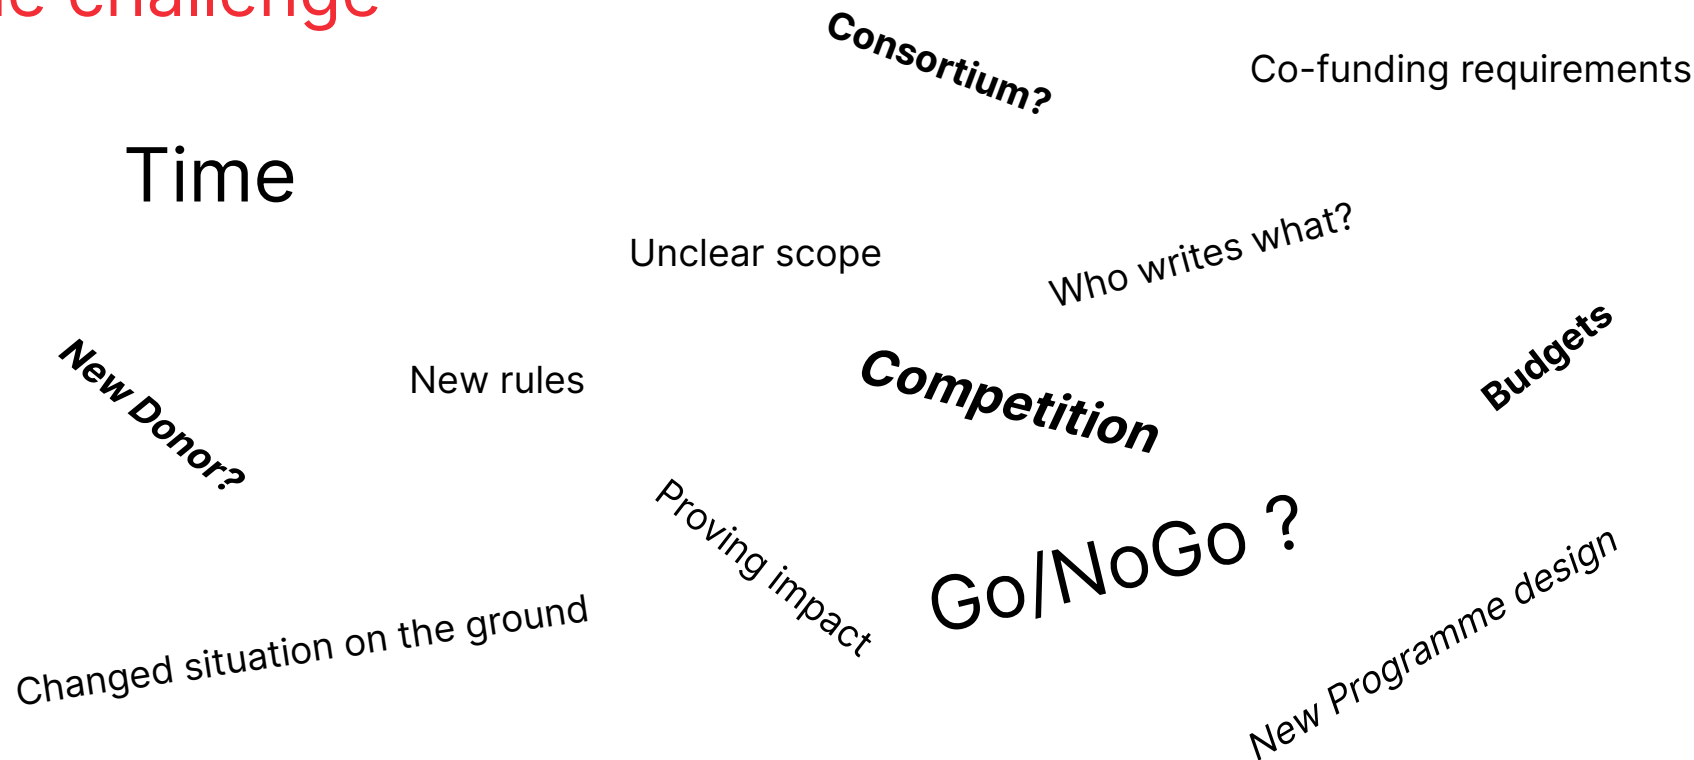 challenge
Consortium?
Co-funding requirements
Time
Unclear scope
Who writes what?
New Donor?
New rules
Competition
Budgets
Proving impact
Go/NoGo ?
Changed situation on the ground
New Programme design